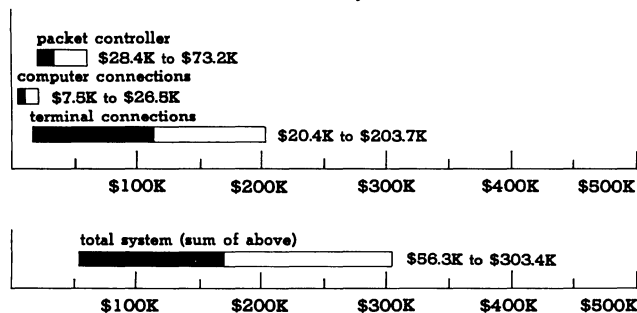 packet controller
$28.4K to $73.2K
computer connections
$7.5K to $26.5K
terminal connections
$20.4K to $203.7K
$100K $200K $300K $400K $500K
total system (sum of above)
$56.3K to $303.4K
$100K $200K $300K $400K $500K